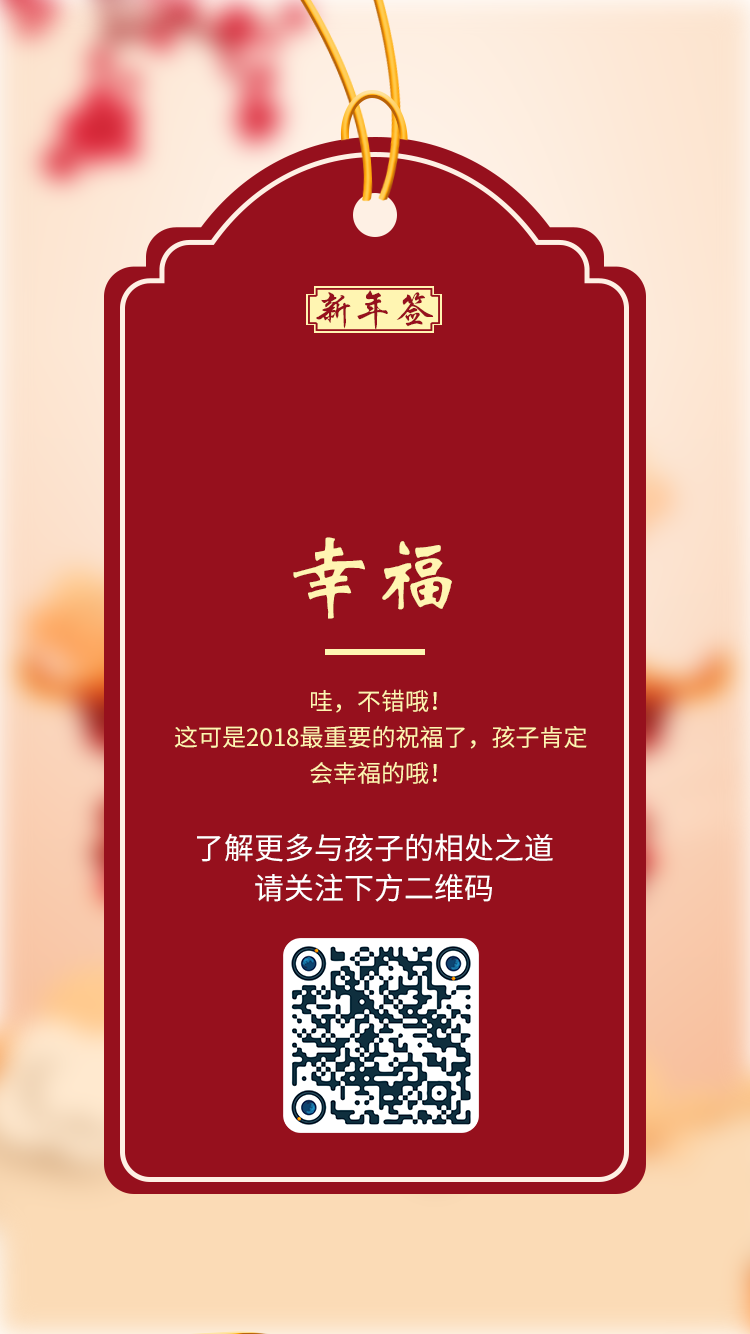 新年签
幸福
哇，不错哦！
这可是2018最重要的祝福了，孩子肯定
会幸福的哦！
了解更多与孩子的相处之道
请关注下方二维码